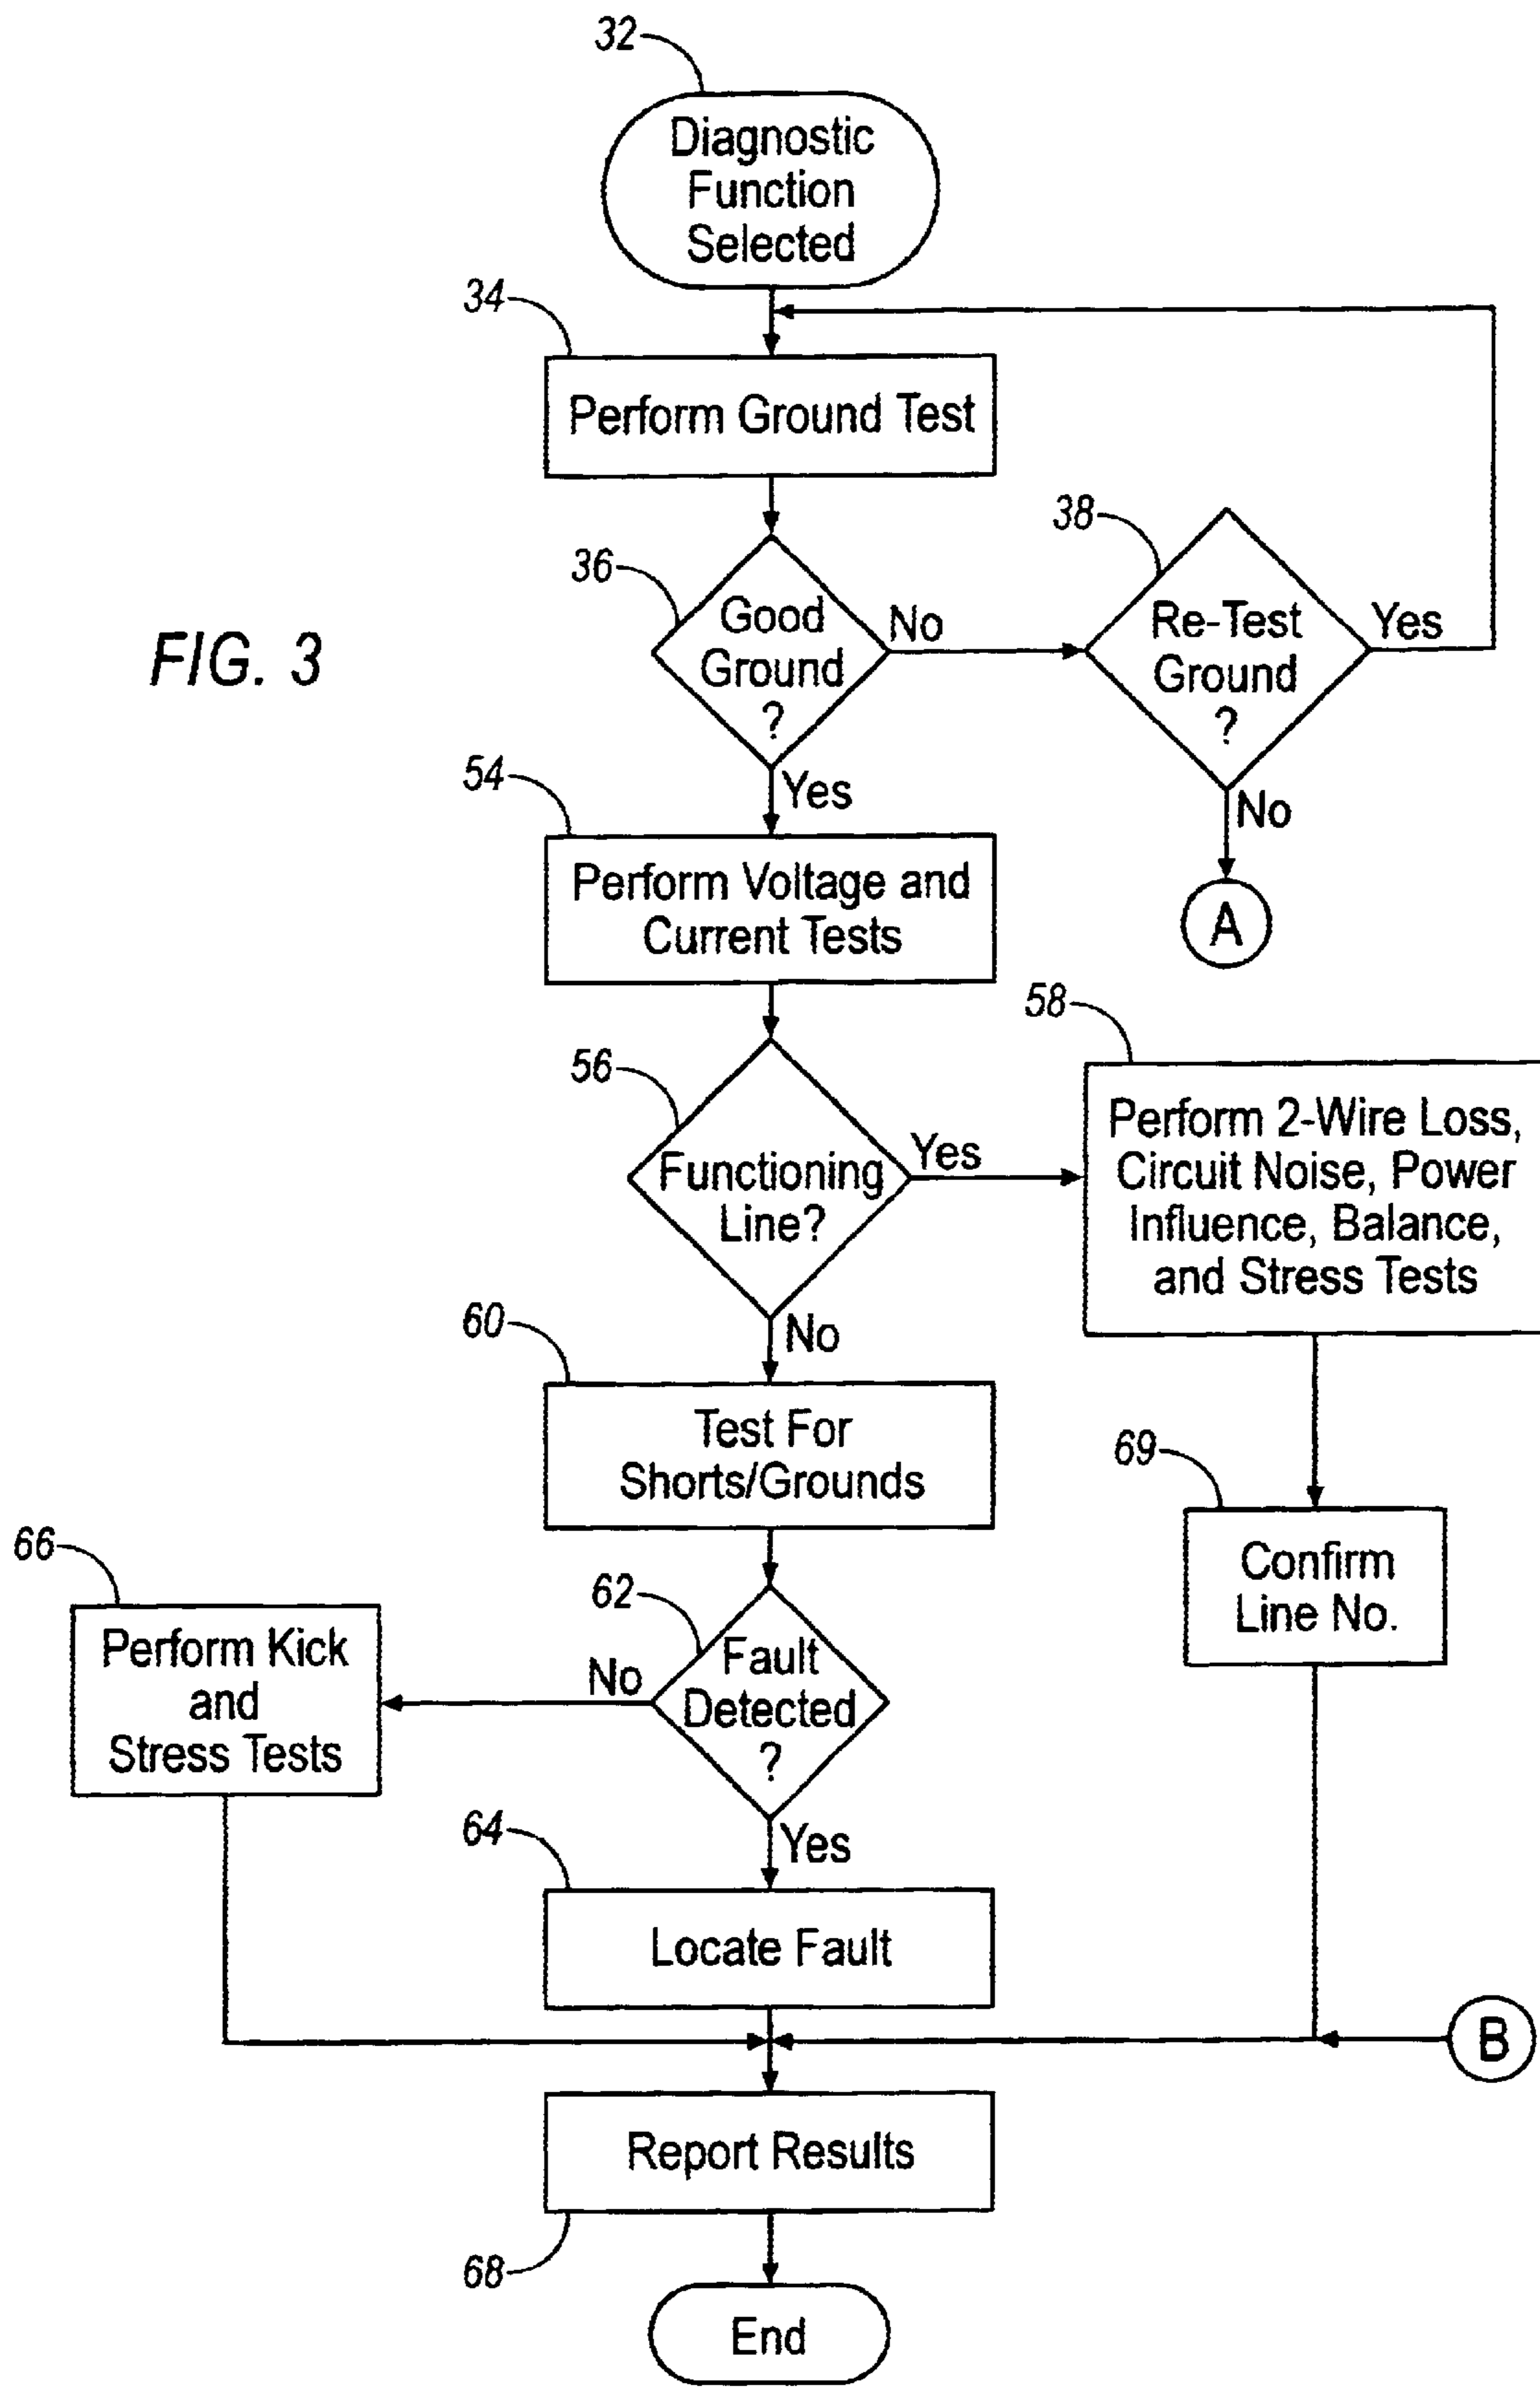 32
Diagnostic
Function
Selected
34
Perform Ground Test
36
Good
Ground
?
No
38
Re-Test
Ground
?
Yes
FIG. 3
Yes
No
A
54
Perform Voltage and
Current Tests
56
Functioning
Line?
Yes
58
Perform 2-Wire Loss,
Circuit Noise, Power
Influence, Balance,
and Stress Tests
No
60
Test For
Shorts/Grounds
69
Confirm
Line No.
66
Perform Kick
and
Stress Tests
No
62
Fault
Detected
?
Yes
64
Locate Fault
B
Report Results
68
End